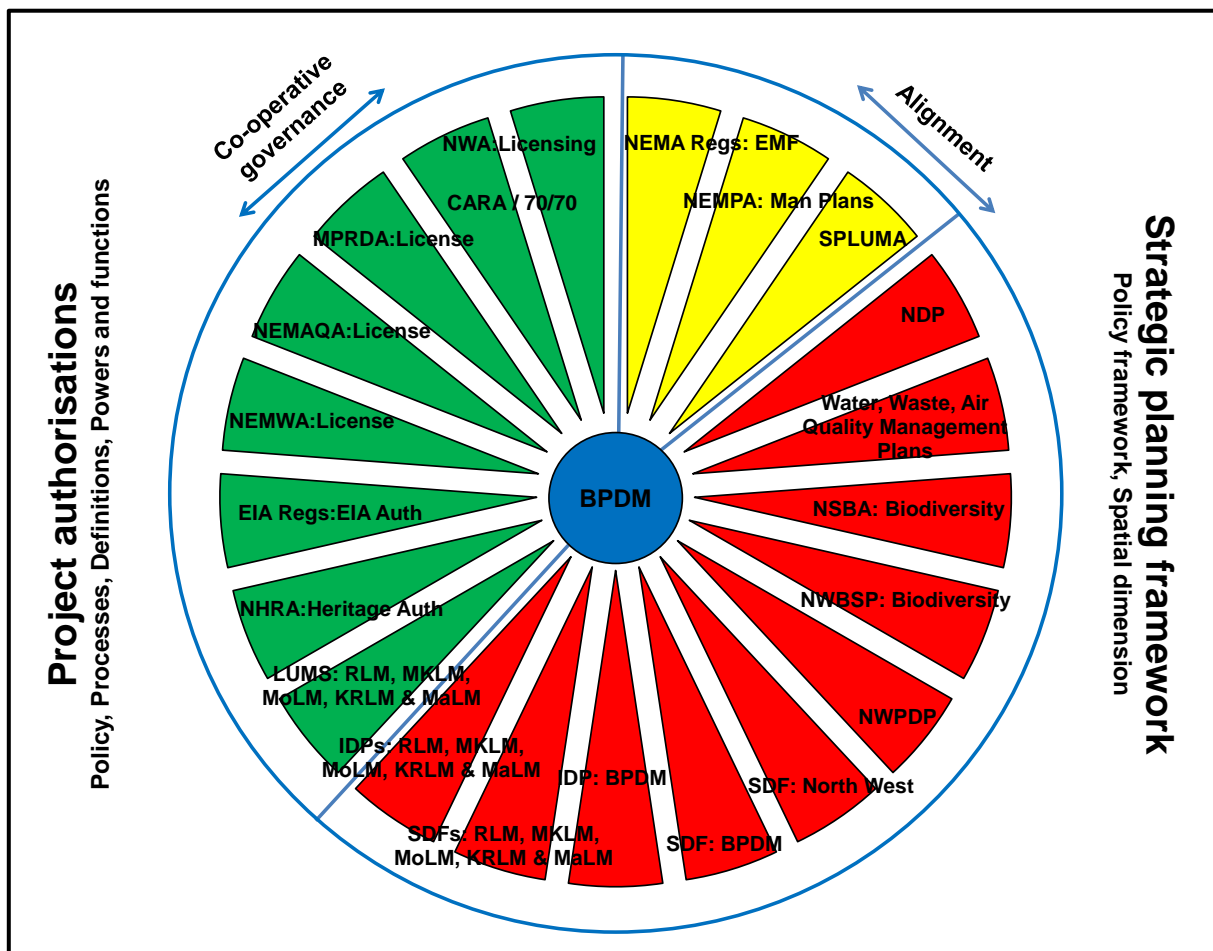 Co-operative
governance
Alignment
Project authorisations
Policy, Processes, Definitions, Powers and functions
Strategic planning framework
Policy framework, Spatial dimension
NWA:Licensing
CARA / 70/70
MPRDA:License
NEMAQA:License
NEMWA:License
EIA Regs:EIA Auth
NHRA:Heritage Auth
LUMS: RLM, MKLM,
MoLM, KRLM & MaLM
NEMA Regs: EMF
NEMPA: Man Plans
SPLUMA
NDP
Water, Waste, Air
Quality Management
Plans
NSBA: Biodiversity
NWBSP: Biodiversity
NWPDP
SDF: North West
SDF: BPDM
IDP: BPDM
SDFs: RLM, MKLM,
MoLM, KRLM & MaLM
IDPs: RLM, MKLM,
MoLM, KRLM & MaLM
BPDM